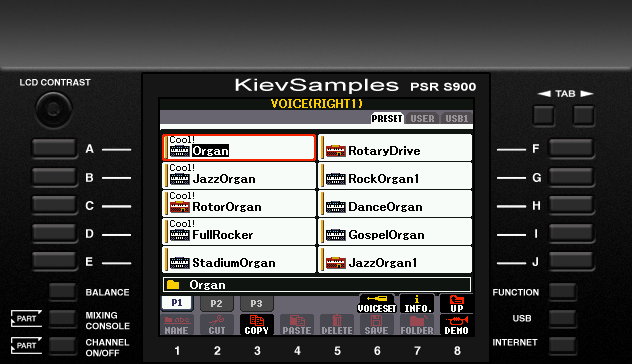 LCD CONTRAST
KievSamples PSR S900
◄ TAB ►
VOICE(RIGHT1)
PRESET USER USB1
A
B
C
D
E
Cool!
Organ
Cool!
JazzOrgan
Cool!
RotorOrgan
Cool!
FullRocker
StadiumOrgan
RotaryDrive
RockOrgan1
DanceOrgan
GospelOrgan
JazzOrgan1
F
G
H
I
J
Organ
P1 P2 P3
VOICESET INFO. UP
NAME CUT COPY PASTE DELETE SAVE FOLDER DEMO
1 2 3 4 5 6 7 8
BALANCE
PART
MIXING
CONSOLE
PART
CHANNEL
ON/OFF
FUNCTION
USB
INTERNET